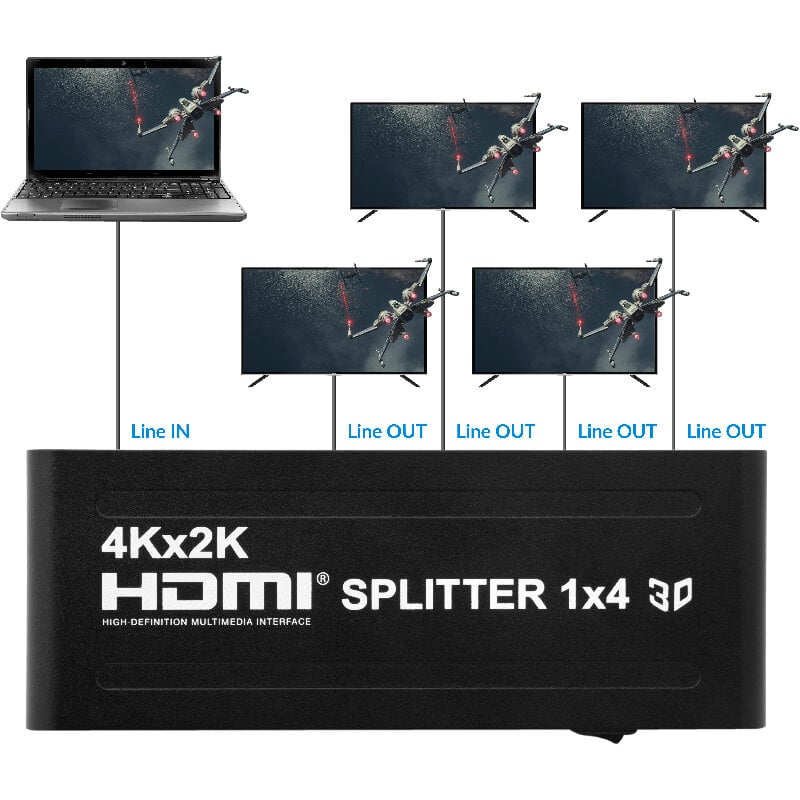 Line IN
Line OUT
Line OUT
Line OUT
Line OUT
4Kx2K
HDMI® SPLITTER 1x4 3D
HIGH-DEFINITION MULTIMEDIA INTERFACE